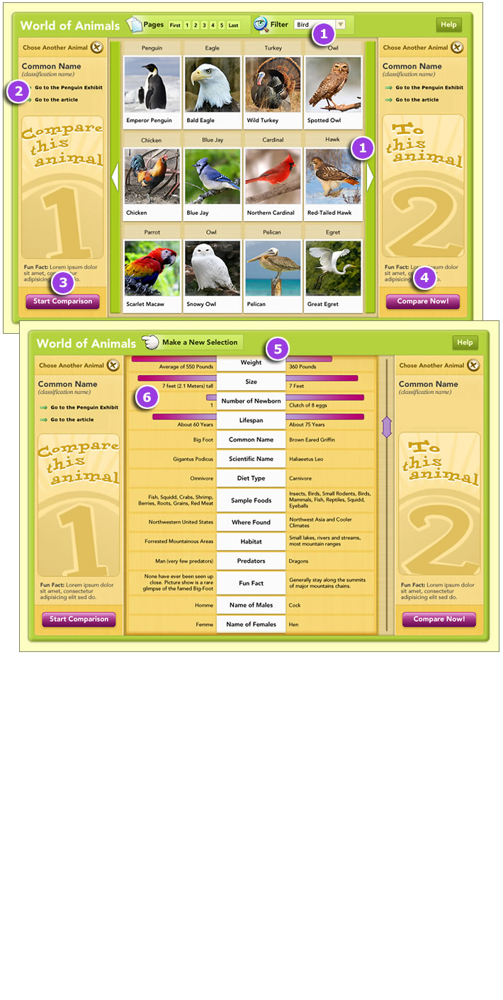 World of Animals
Pages
First 1 2 3 4 5 Last
Filter
Bird
1
Help
Chose Another Animal
Common Name
(classification name)
2
Go to the Penguin Exhibit
Go to the article
Compare
this
animal
1
Fun Fact: Lorem ipsum dolor
sit amet,
adipiscing do.
3
Start Comparison
Penguin Eagle Turkey Owl
Emperor Penguin Bald Eagle Wild Turkey Spotted Owl
Chicken Blue Jay Cardinal Hawk
1
Chicken Blue Jay Northern Cardinal Red-Tailed Hawk
Parrot Owl Pelican Egret
Scarlet Macaw Snowy Owl Pelican Great Egret
Chose Another Animal
Common Name
(classification name)
Go to the Penguin Exhibit
Go to the article
To
this
animal
2
Fun Fact: Lorem ipsum dolor
sit amet,
adipiscing do.
4
Compare Now!
World of Animals
Make a New Selection
5
Help
Chose Another Animal
Common Name
(classification name)
Go to the Penguin Exhibit
Go to the article
Compare
this
animal
1
Fun Fact: Lorem ipsum dolor
sit amet, consectetur
adipiscing elit sed do.
Start Comparison
6
Average of 550 Pounds Weight 360 Pounds
7 feet (2.1 Meters) tall Size 7 Feet
1 Number of Newborn Clutch of 8 eggs
About 60 Years Lifespan About 75 Years
Big Foot Common Name Brown Eared Griffin
Gigantus Podicus Scientific Name Haliaeetus Leo
Omnivore Diet Type Carnivore
Fish, Squidd, Crabs, Shrimp,
Berries, Roots, Grains, Red Meat
Sample Foods
Insects, Birds, Small Rodents, Birds,
Mammals, Fish, Reptiles, Squidd,
Eyeballs
Northwestern United States Where Found Northwest Asia and Cooler
Climates
Forrested Mountainous Areas Habitat Small lakes, rivers and streams,
most mountain ranges
Man (very few predators) Predators Dragons
None have ever been seen up
close. Picture show is a rare
glimpse of the famed Big-Foot
Fun Fact
Generally stay along the summits
of major mountains chains.
Homme Name of Males Cock
Femme Name of Females Hen
Chose Another Animal
Common Name
(classification name)
To
this
animal
2
Fun Fact: Lorem ipsum dolor
sit amet, consectetur
adipiscing elit sed do.
Compare Now!